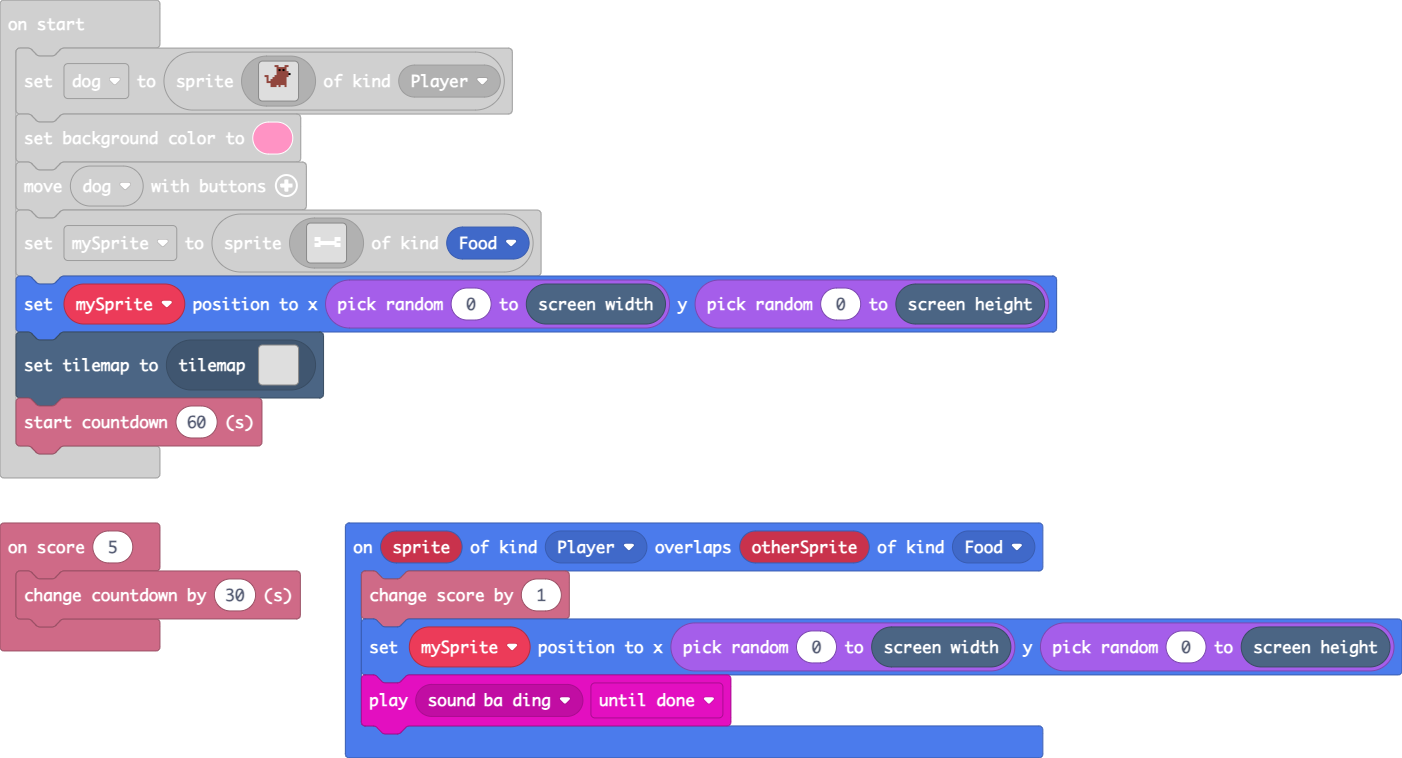 on start
set dog to sprite of kind Player
set background color to
move dog with buttons
set mySprite to sprite of kind Food
set mySprite position to x pick random 0 to screen width y pick random 0 to screen height
set tilemap to tilemap
start countdown 60 (s)
on score 5
change countdown by 30 (s)
on sprite of kind Player overlaps otherSprite of kind Food
change score by 1
set mySprite position to x pick random 0 to screen width y pick random 0 to screen height
play sound ba ding until done